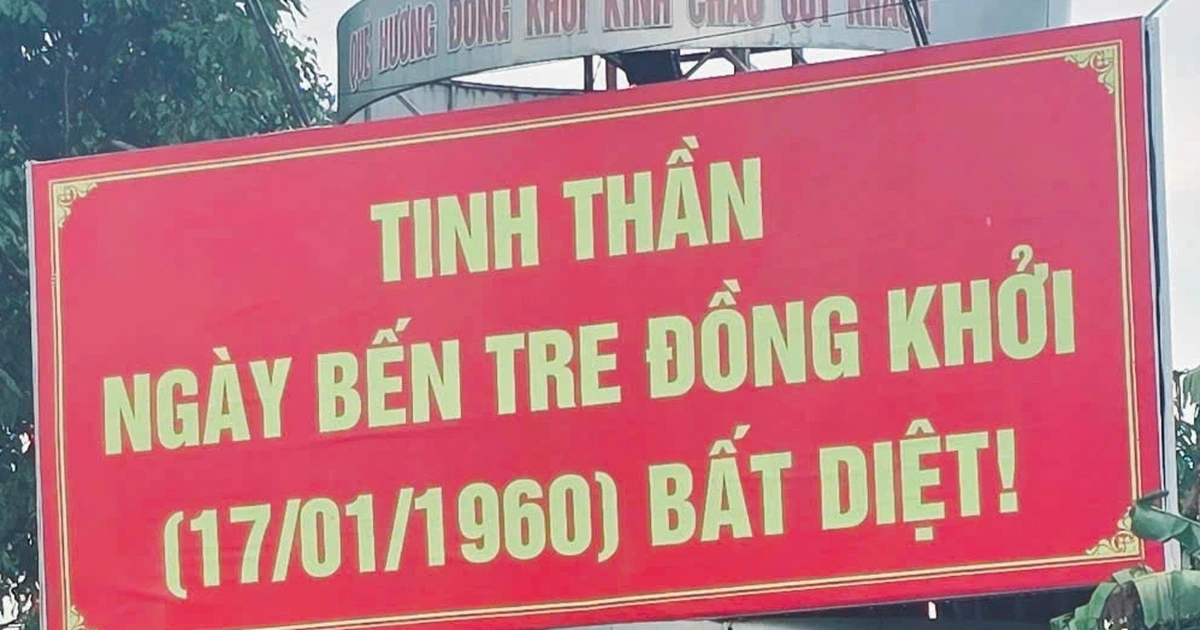 QUÊ HƯƠNG ĐỒNG KHỞI KÍNH CHÀO QUÝ KHÁCH
TINH THẦN
NGÀY BẾN TRE ĐỒNG KHỞI
(17/01/1960) BẤT DIỆT!